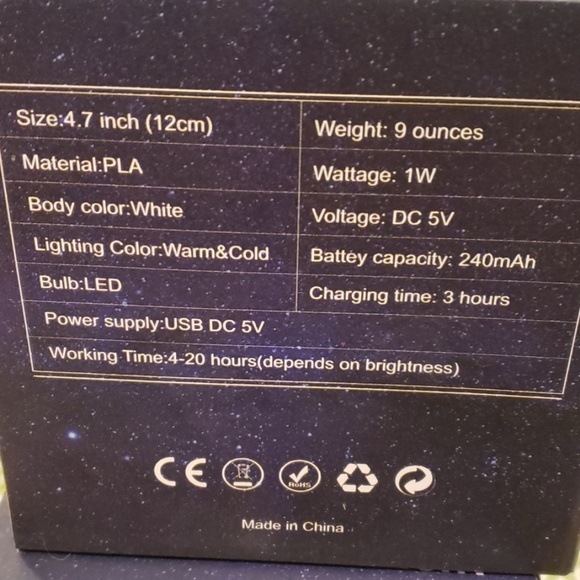 Size:4.7 inch (12cm)
Weight: 9 ounces
Material:PLA
Wattage: 1W
Body color:White
Voltage: DC 5V
Lighting Color:Warm&Cold
Battey capacity: 240mAh
Bulb:LED
Charging time: 3 hours
Power supply:USB DC 5V
Working Time:4-20 hours(depends on brightness)
CE
RoHS
Made in China